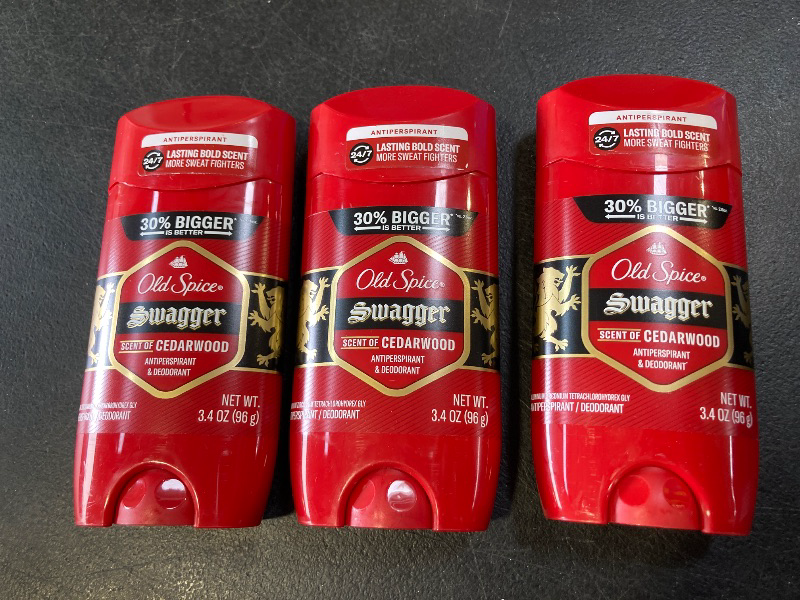 ANTIPERSPIRANT
24/7
LASTING BOLD SCENT
MORE SWEAT FIGHTERS
30% BIGGER*
IS BETTER
Old Spice®
Swagger
SCENT OF CEDARWOOD
ANTIPERSPIRANT
& DEODORANT
NET WT.
3.4 OZ (96 g)
DEODORANT
ANTIPERSPIRANT
24/7
LASTING BOLD SCENT
MORE SWEAT FIGHTERS
30% BIGGER*
IS BETTER
Old Spice®
Swagger
SCENT OF CEDARWOOD
ANTIPERSPIRANT
& DEODORANT
TETRACHLOROHYDREX GLY
/ DEODORANT
NET WT.
3.4 OZ (96 g)
ANTIPERSPIRANT
24/7
LASTING BOLD SCENT
MORE SWEAT FIGHTERS
30% BIGGER*
IS BETTER
Old Spice®
Swagger
SCENT OF CEDARWOOD
ANTIPERSPIRANT
& DEODORANT
TETRACHLOROHYDREX GLY
ANTIPERSPIRANT / DEODORANT
NET WT.
3.4 OZ (96 g)